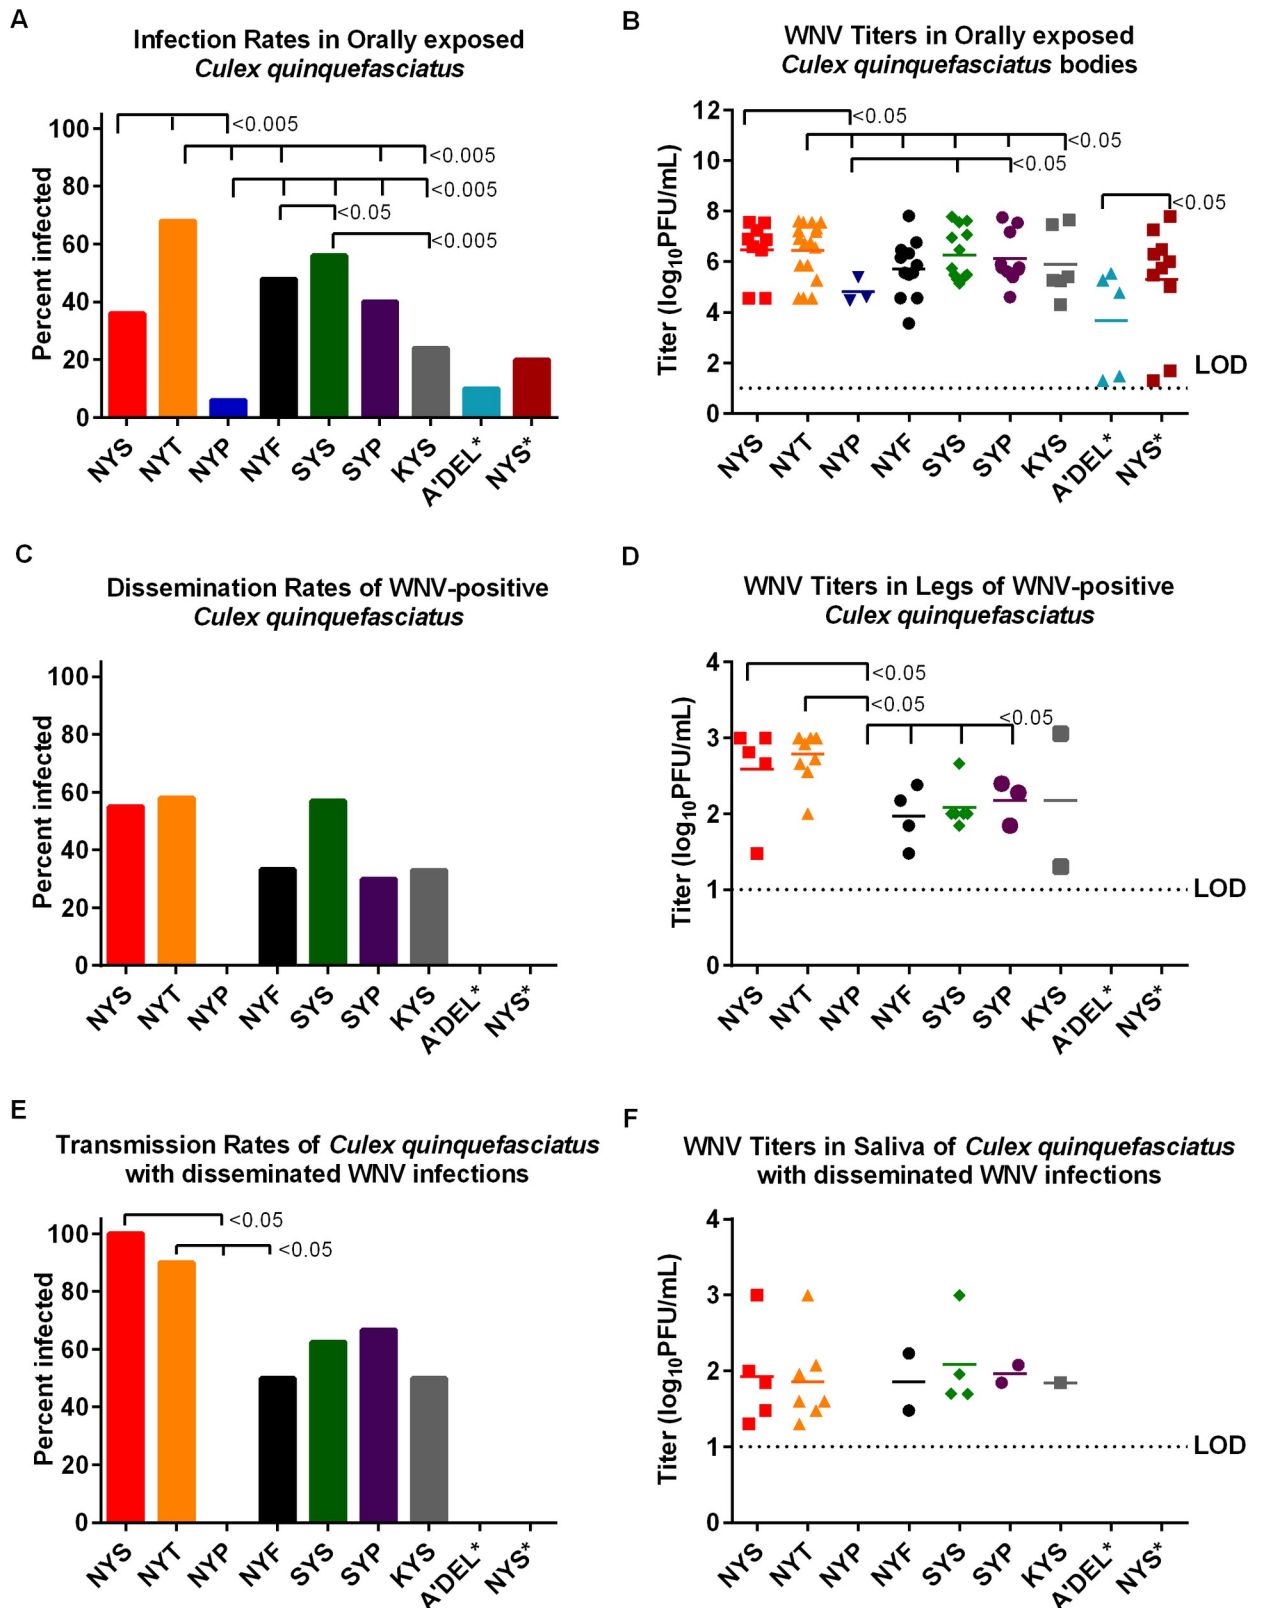 A
Infection Rates in Orally exposed
Culex quinquefasciatus
Percent infected
100
80
60
40
20
0
<0.005
<0.005
<0.005
<0.05
<0.005
NYS
NYT
NYP
NYF
SYS
SYP
KYS
A'DEL*
NYS*
B
WNV Titers in Orally exposed
Culex quinquefasciatus bodies
Titer (log10PFU/mL)
12
10
8
6
4
2
0
<0.05
<0.05
<0.05
<0.05
LOD
NYS
NYT
NYP
NYF
SYS
SYP
KYS
A'DEL*
NYS*
C
Dissemination Rates of WNV-positive
Culex quinquefasciatus
Percent infected
100
80
60
40
20
0
NYS
NYT
NYP
NYF
SYS
SYP
KYS
A'DEL*
NYS*
D
WNV Titers in Legs of WNV-positive
Culex quinquefasciatus
Titer (log10PFU/mL)
4
3
2
1
0
<0.05
<0.05
<0.05
LOD
NYS
NYT
NYP
NYF
SYS
SYP
KYS
A'DEL*
NYS*
E
Transmission Rates of Culex quinquefasciatus
with disseminated WNV infections
Percent infected
100
80
60
40
20
0
<0.05
<0.05
NYS
NYT
NYP
NYF
SYS
SYP
KYS
A'DEL*
NYS*
F
WNV Titers in Saliva of Culex quinquefasciatus
with disseminated WNV infections
Titer (log10PFU/mL)
4
3
2
1
0
LOD
NYS
NYT
NYP
NYF
SYS
SYP
KYS
A'DEL*
NYS*